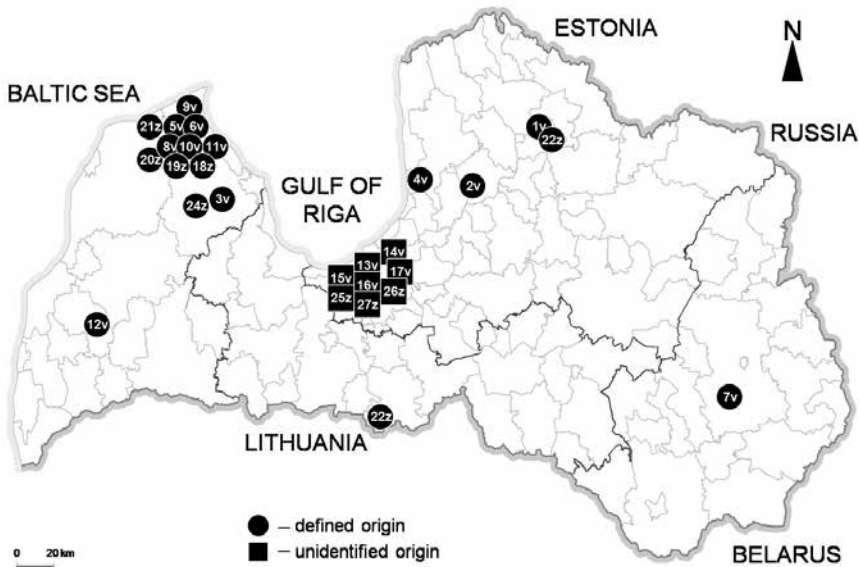 ESTONIA
N
BALTIC SEA
9v
21z 5v 6v
1v
22z
8v 10v 11v
RUSSIA
20z 19z 18z
4v 2v
GULF OF
RIGA
24z 3v
14v
13v
17v
15v
16v
26z
25z
27z
12v
7v
22z
LITHUANIA
– defined origin
– unidentified origin
0 20 km
BELARUS